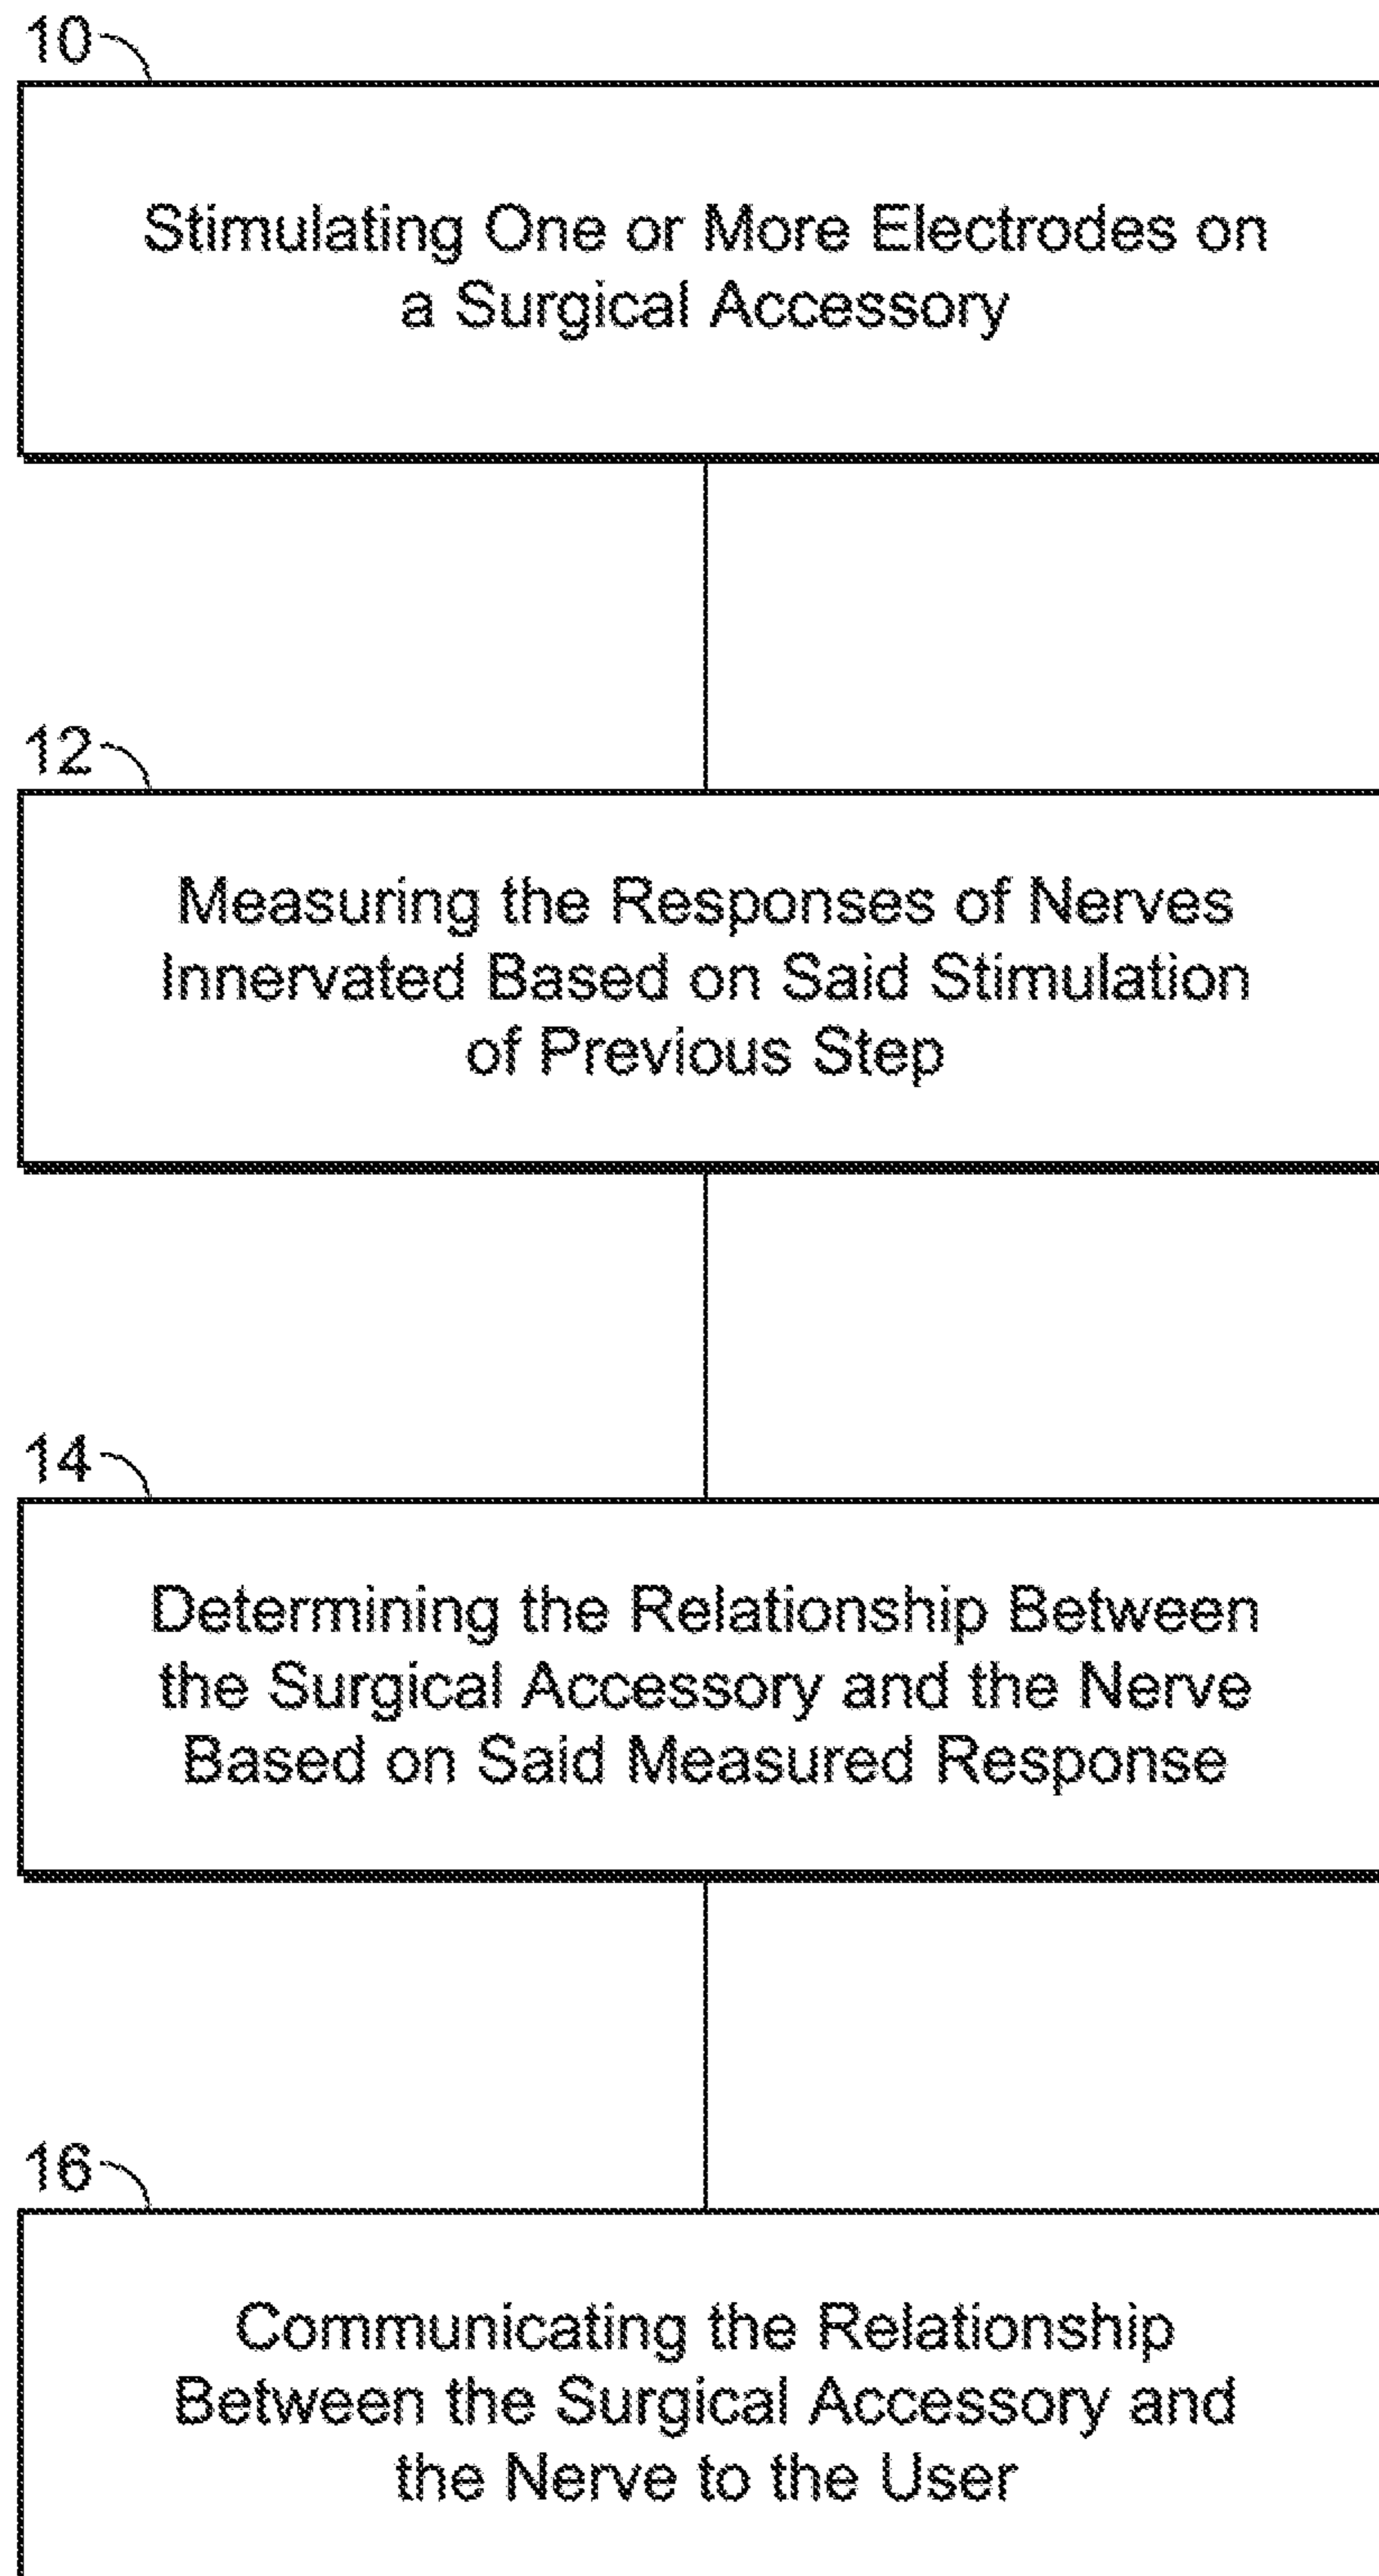 10
Stimulating One or More Electrodes on
a Surgical Accessory
12
Measuring the Responses of Nerves
Innervated Based on Said Stimulation
of Previous Step
14
Determining the Relationship Between
the Surgical Accessory and the Nerve
Based on Said Measured Response
16
Communicating the Relationship
Between the Surgical Accessory and
the Nerve to the User